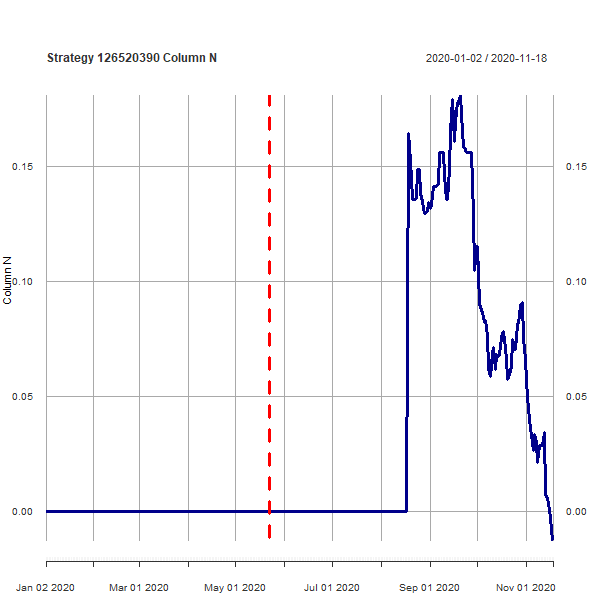 Strategy 126520390 Column N
2020-01-02 / 2020-11-18
Column N
0.15
0.15
0.10
0.10
0.05
0.05
0.00
0.00
Jan 02 2020
Mar 01 2020
May 01 2020
Jul 01 2020
Sep 01 2020
Nov 01 2020